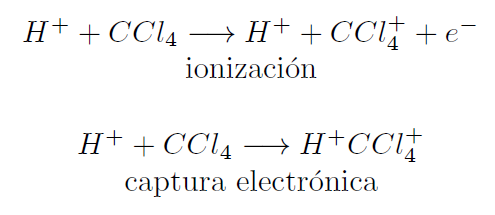 H⁺ + CCl₄ ⟶ H⁺ + CCl₄⁺ + e⁻
ionización
H⁺ + CCl₄ ⟶ H⁺CCl₄⁺
captura electrónica